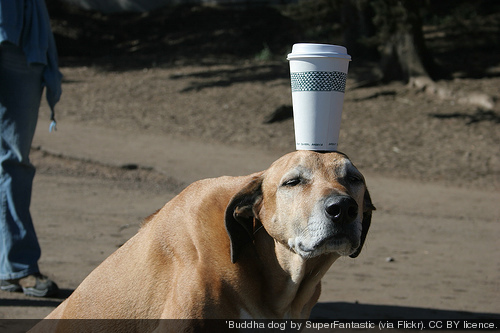 'Buddha dog' by SuperFantastic (via Flickr). CC BY licence